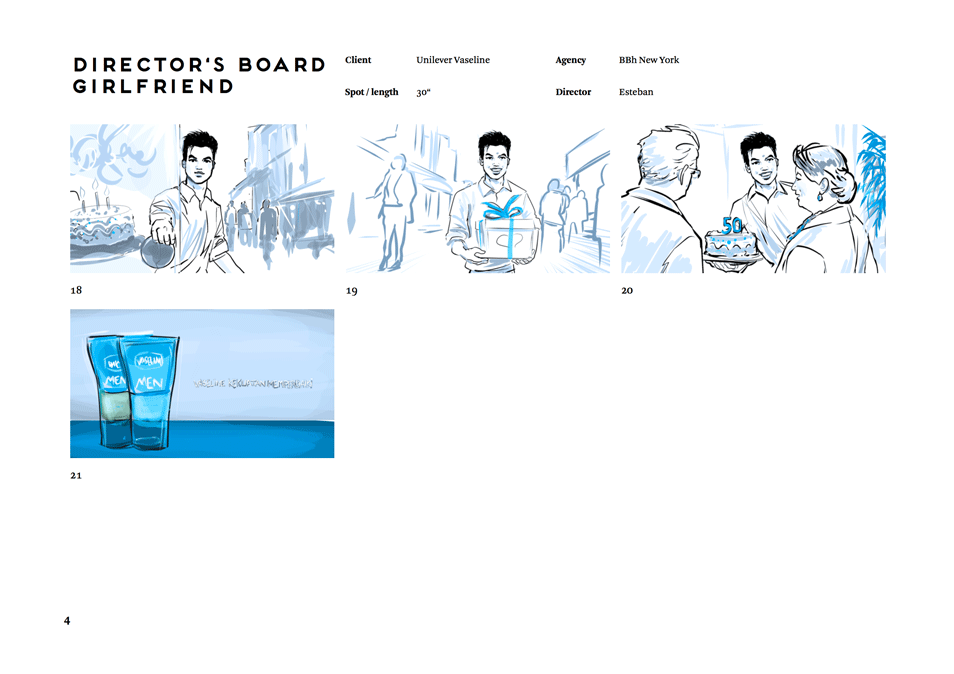 DIRECTOR'S BOARD
GIRLFRIEND
Client Unilever Vaseline Agency BBh New York
Spot / length 30“ Director Esteban
50
18
19
20
VASELINE
MEN MEN
VASELINE
21
4